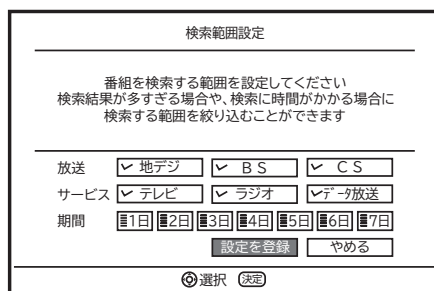 検索範囲設定
番組を検索する範囲を設定してください
検索結果が多すぎる場合や、検索に時間がかかる場合に
検索する範囲を絞り込むことができます
放送 地デジ BS CS
サービス テレビ ラジオ データ放送
期間 1日 2日 3日 4日 5日 6日 7日
設定を登録 やめる
選択 決定